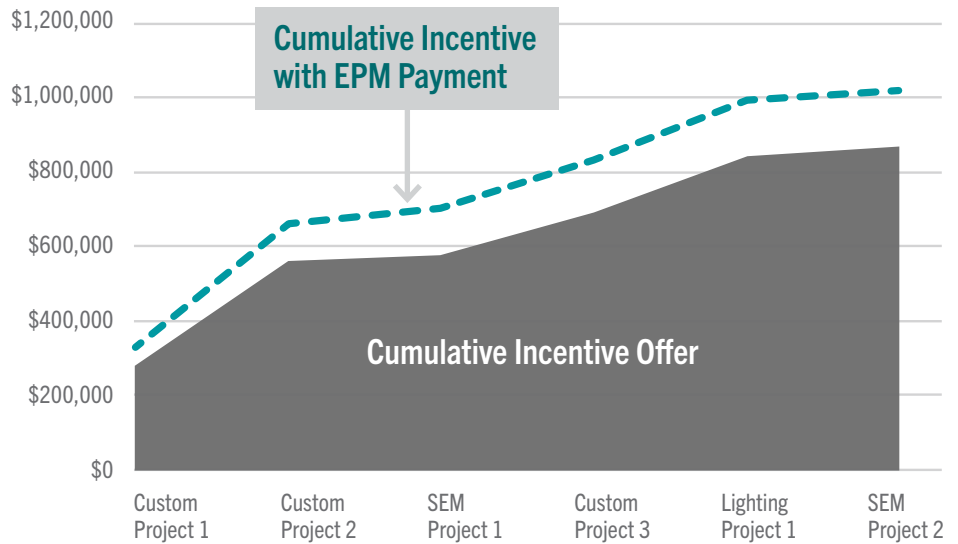 $1,200,000
Cumulative Incentive
with EPM Payment
$1,000,000
$800,000
$600,000
$400,000
Cumulative Incentive Offer
$200,000
$0
Custom
Project 1
Custom
Project 2
SEM
Project 1
Custom
Project 3
Lighting
Project 1
SEM
Project 2